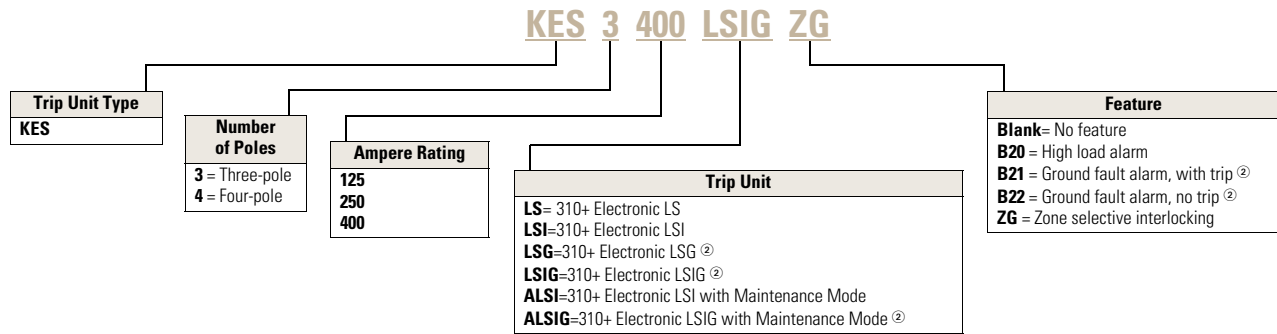 KES 3 400 LSIG ZG
Trip Unit Type
KES
Number
of Poles
3 = Three-pole
4 = Four-pole
Ampere Rating
125
250
400
Trip Unit
LS= 310+ Electronic LS
LSI=310+ Electronic LSI
LSG=310+ Electronic LSG ②
LSIG=310+ Electronic LSIG ②
ALSI=310+ Electronic LSI with Maintenance Mode
ALSIG=310+ Electronic LSIG with Maintenance Mode ②
Feature
Blank= No feature
B20 = High load alarm
B21 = Ground fault alarm, with trip ②
B22 = Ground fault alarm, no trip ②
ZG = Zone selective interlocking